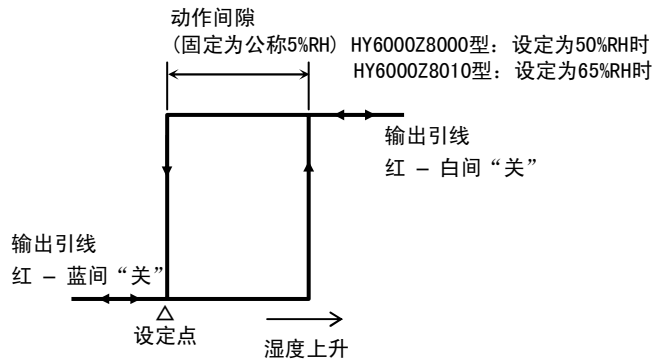 动作间隙
(固定为公称5%RH) HY6000Z8000型：设定为50%RH时
HY6000Z8010型：设定为65%RH时
输出引线
红 – 白间“关”
输出引线
红 – 蓝间“关”
设定点
湿度上升